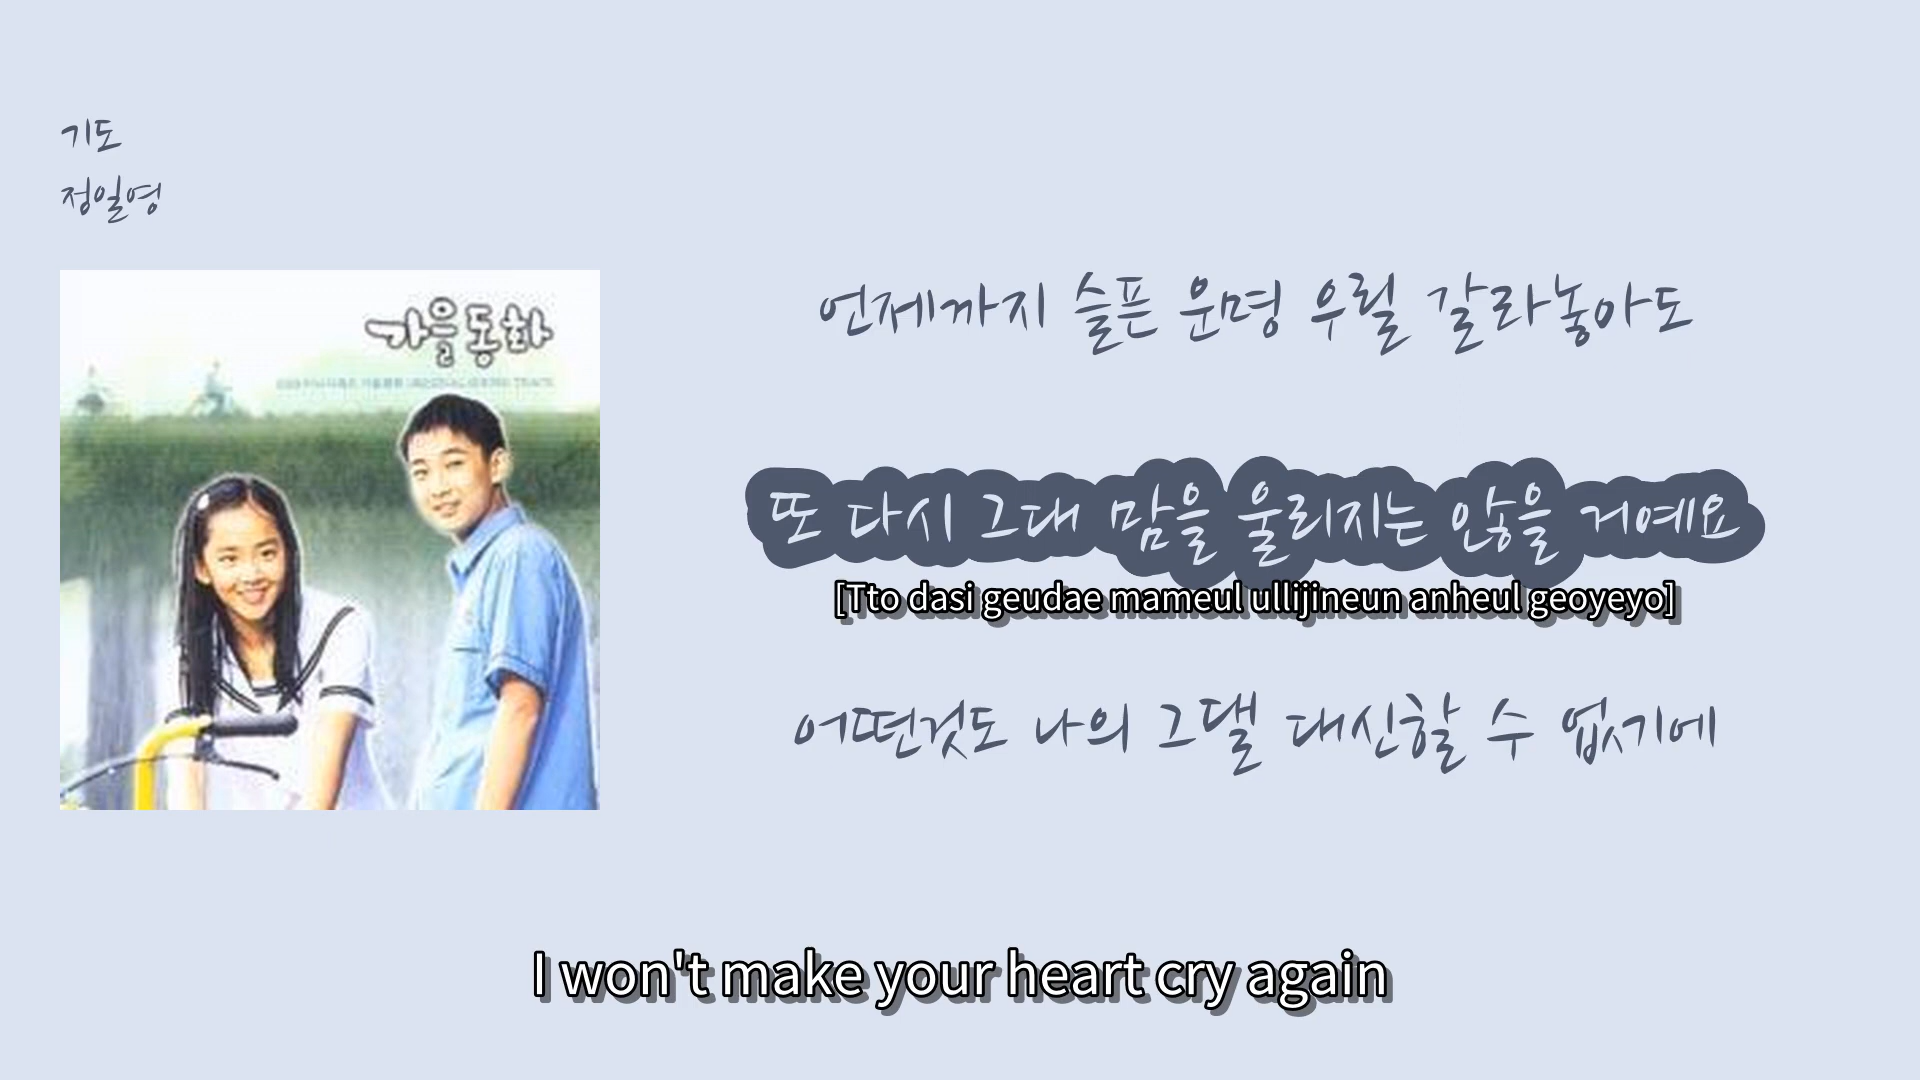 기도
정일영
가을동화
언제까지 슬픈 운명 우릴 갈라놓아도
또 다시 그대 맘을 울리지는 않을 거예요
[Tto dasi geudae mameul ullijineun anheul geoyeyo]
어떤것도 나의 그댈 대신할 수 없기에
I won't make your heart cry again